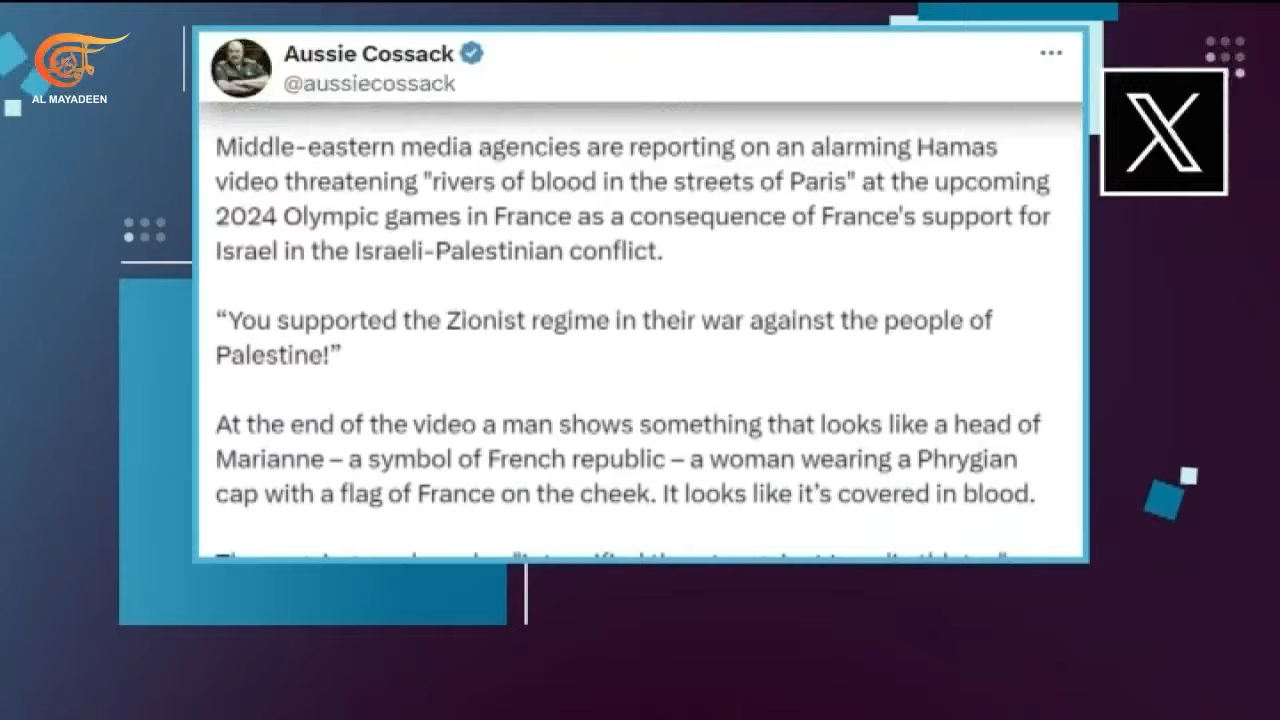 AL MAYADEEN
Aussie Cossack
@aussiecossack
Middle-eastern media agencies are reporting on an alarming Hamas
video threatening "rivers of blood in the streets of Paris" at the upcoming
2024 Olympic games in France as a consequence of France's support for
Israel in the Israeli-Palestinian conflict.
“You supported the Zionist regime in their war against the people of
Palestine!”
At the end of the video a man shows something that looks like a head of
Marianne – a symbol of French republic – a woman wearing a Phrygian
cap with a flag of France on the cheek. It looks like it’s covered in blood.